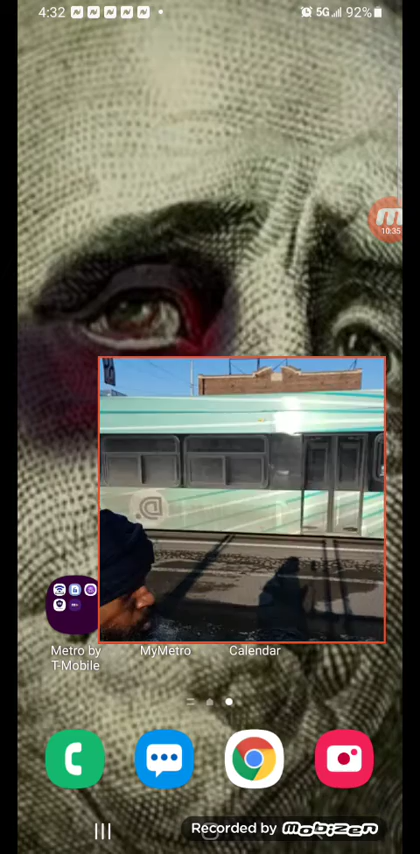 4:32
5G 92%
10:35
Metro by
T-Mobile
MyMetro
Calendar
Recorded by mobizen